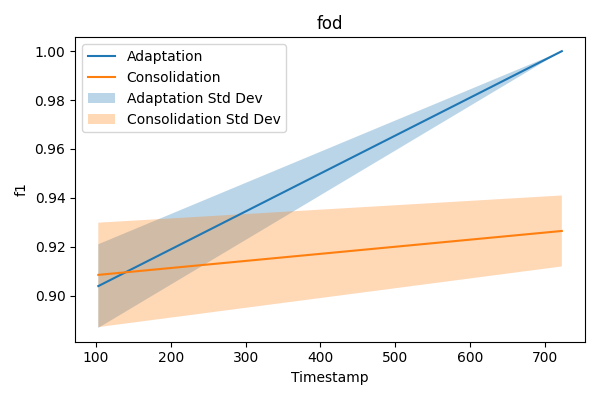 fod
Adaptation
Consolidation
Adaptation Std Dev
Consolidation Std Dev
f1
1.00
0.98
0.96
0.94
0.92
0.90
100 200 300 400 500 600 700
Timestamp